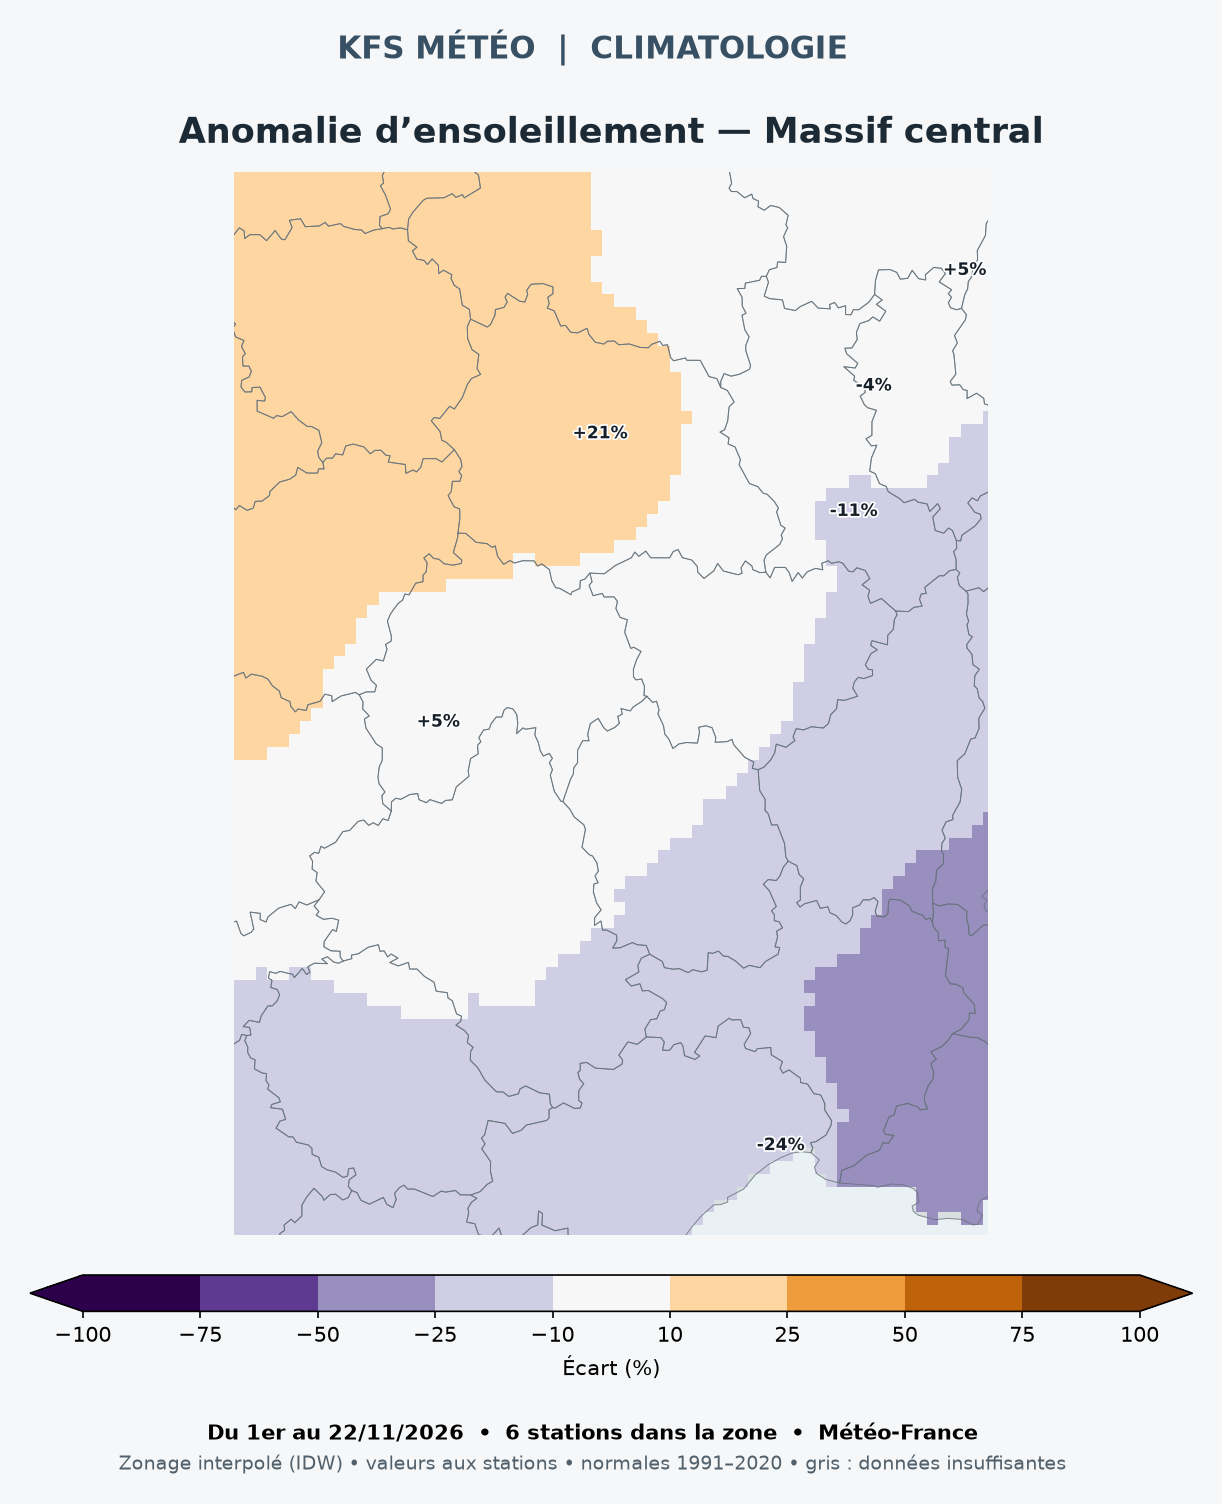 KFS MÉTÉO | CLIMATOLOGIE
Anomalie d’ensoleillement — Massif central
+5%
-4%
+21%
-11%
+5%
-24%
−100 −75 −50 −25 −10 10 25 50 75 100
Écart (%)
Du 1er au 22/11/2026 • 6 stations dans la zone • Météo-France
Zonage interpolé (IDW) • valeurs aux stations • normales 1991–2020 • gris : données insuffisantes